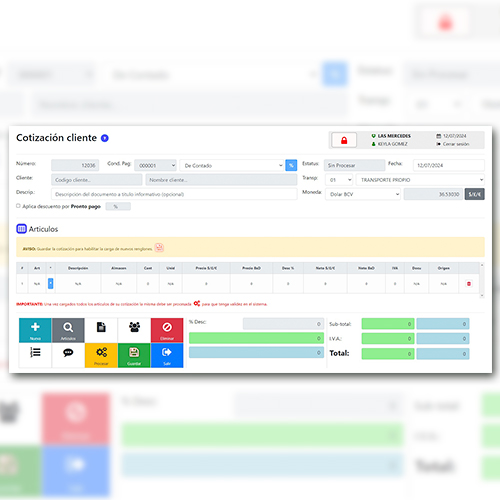 Cotización cliente
LAS MERCEDES
12/07/2024
KEYLA GOMEZ
Cerrar sesión
Número: 12036 Cond. Pag: 000001 De Contado % Estatus: Sin Procesar Fecha: 12/07/2024
Cliente: Codigo cliente.. Nombre cliente.. Transp: 01 TRANSPORTE PROPIO
Descrip: Descripción del documento a título informativo (opcional) Moneda: Dolar BCV 36.53030 $/£/€
Aplica descuento por Pronto pago: %
Artículos
AVISO: Guardar la cotización para habilitar la carga de nuevos renglones.
# Art * Descripción Almacen Cant Unid Precio $/£/€ Precio BsD Desc % Neto $/£/€ Neto BsD IVA Desu Origen
1 N/A N/A N/A 0 N/A 0 0 0 0 0 0 N/A N/A
IMPORTANTE: Una vez cargados todos los artículos de su cotización la misma debe ser procesada para que tenga validez en el sistema.
Nuevo Artículos Eliminar
Procesar Guardar Salir
% Desc: 0
0
0
Sub total: 0 0
I.V.A.: 0 0
Total: 0 0